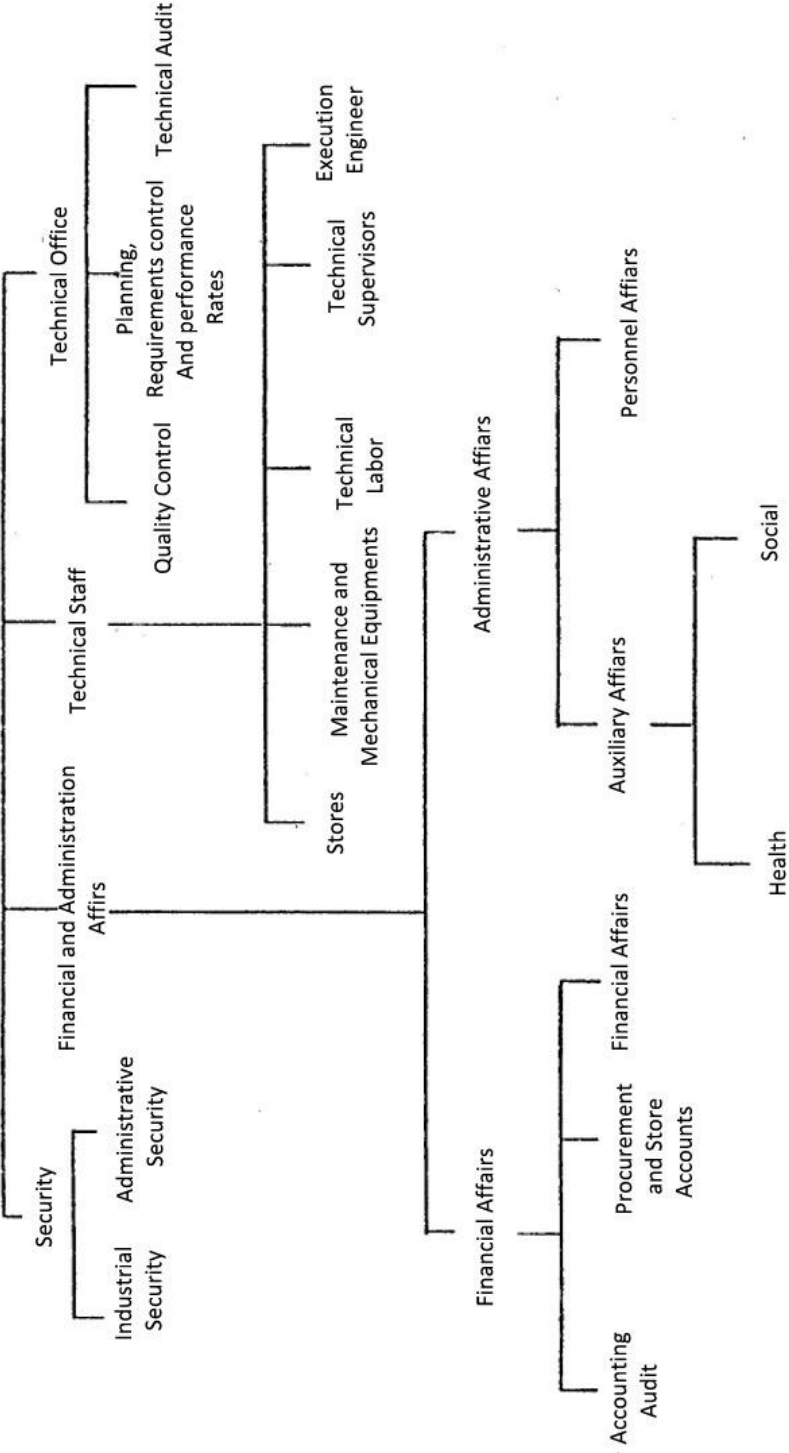 Security
Industrial
Security
Administrative
Security
Financial and Administration
Affirs
Technical Staff
Technical Office
Quality Control
Planning,
Requirements control
And performance
Rates
Technical Audit
Stores
Maintenance and
Mechanical Equipments
Technical
Labor
Technical
Supervisors
Execution
Engineer
Financial Affairs
Administrative Affiars
Accounting
Audit
Procurement
and Store
Accounts
Financial Affairs
Auxiliary Affiars
Personnel Affiars
Health
Social